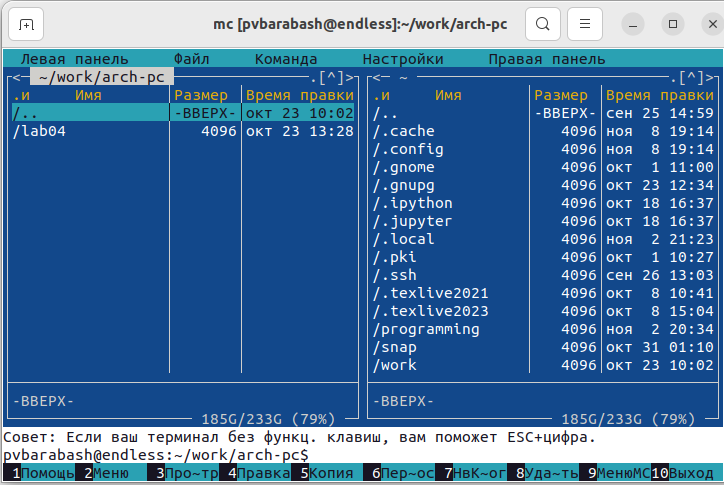 mc [pvbarabash@endless]:~/work/arch-pc
Левая панель Файл Команда Настройки Правая панель
<─ ~/work/arch-pc .[^]> <─ ~ .[^]>
.и Имя Размер Время правки .и Имя Размер Время правки
/.. -ВВЕРХ- окт 23 10:02 /.. -ВВЕРХ- сен 25 14:59
/lab04 4096 окт 23 13:28 /.cache 4096 ноя 8 19:14
/.config 4096 ноя 8 19:14
/.gnome 4096 окт 1 11:00
/.gnupg 4096 окт 23 12:34
/.ipython 4096 окт 18 16:37
/.jupyter 4096 окт 18 16:37
/.local 4096 ноя 2 21:23
/.pki 4096 окт 1 10:27
/.ssh 4096 сен 26 13:03
/.texlive2021 4096 окт 8 10:41
/.texlive2023 4096 окт 8 15:04
/programming 4096 ноя 2 20:34
/snap 4096 окт 31 01:10
/work 4096 окт 23 10:02
-ВВЕРХ- -ВВЕРХ-
185G/233G (79%) 185G/233G (79%)
Совет: Если ваш терминал без функц. клавиш, вам поможет ESC+цифра.
pvbarabash@endless:~/work/arch-pc$
1Помощь 2Меню 3Про~тр 4Правка 5Копия 6Пер~ос 7НвК~ог 8Уда~ть 9МенюМС 10Выход